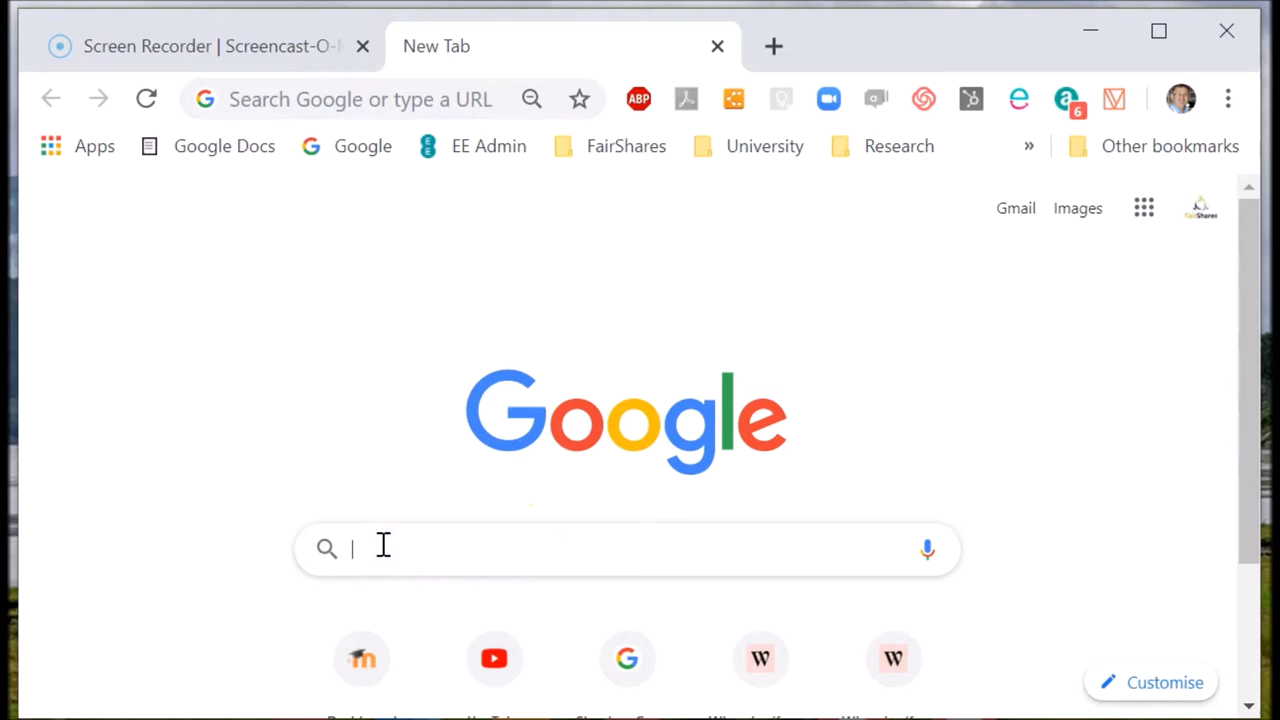 Screen Recorder | Screencast-O-
New Tab
Search Google or type a URL
ABP
a
6
Apps
Google Docs
Google
EE Admin
FairShares
University
Research
»
Other bookmarks
Gmail
Images
Google
W
W
Customise